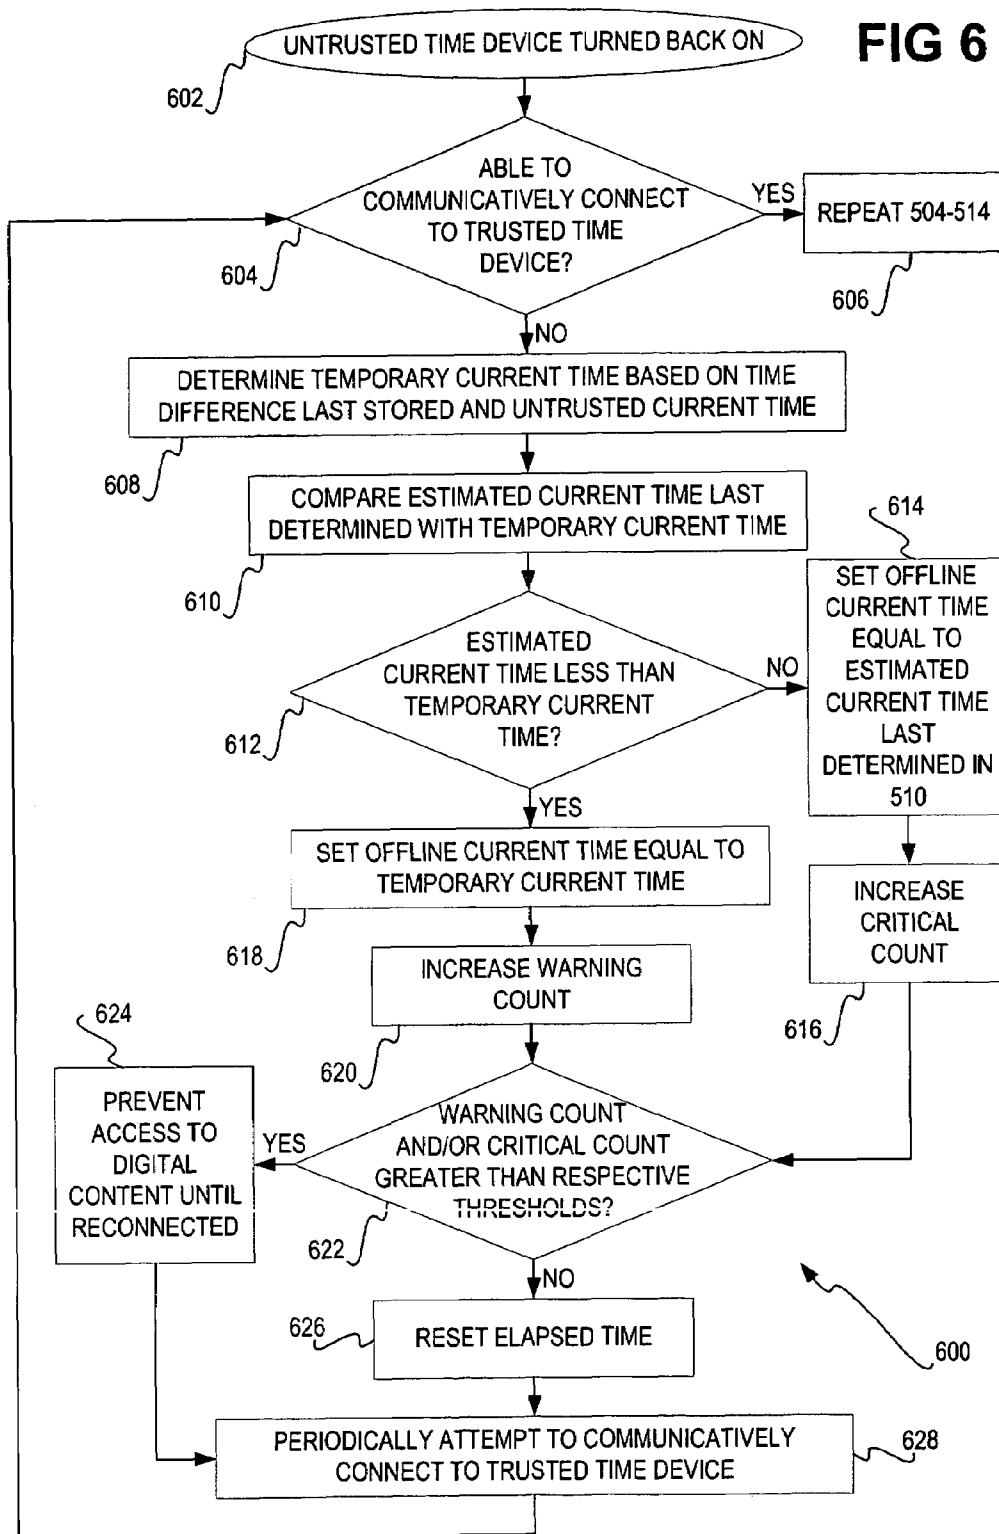 FIG 6
UNTRUSTED TIME DEVICE TURNED BACK ON
602
ABLE TO
COMMUNICATIVELY CONNECT
TO TRUSTED TIME
DEVICE?
604
YES
REPEAT 504-514
606
NO
DETERMINE TEMPORARY CURRENT TIME BASED ON TIME
DIFFERENCE LAST STORED AND UNTRUSTED CURRENT TIME
608
COMPARE ESTIMATED CURRENT TIME LAST
DETERMINED WITH TEMPORARY CURRENT TIME
610
ESTIMATED
CURRENT TIME LESS THAN
TEMPORARY CURRENT
TIME?
612
NO
614
SET OFFLINE
CURRENT TIME
EQUAL TO
ESTIMATED
CURRENT TIME
LAST
DETERMINED IN
510
YES
SET OFFLINE CURRENT TIME EQUAL TO
TEMPORARY CURRENT TIME
618
INCREASE
CRITICAL
COUNT
616
INCREASE WARNING
COUNT
620
624
PREVENT
ACCESS TO
DIGITAL
CONTENT UNTIL
RECONNECTED
YES
WARNING COUNT
AND/OR CRITICAL COUNT
GREATER THAN RESPECTIVE
THRESHOLDS?
622
NO
626
RESET ELAPSED TIME
600
PERIODICALLY ATTEMPT TO COMMUNICATIVELY
CONNECT TO TRUSTED TIME DEVICE
628